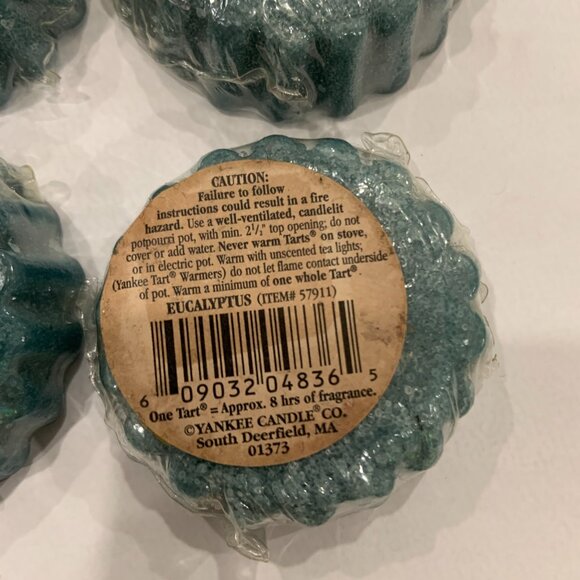 CAUTION:
Failure to follow
instructions could result in a fire
hazard. Use a well-ventilated, candlelit
potpourri pot, with min. 2½" top opening; do not
cover or add water. Never warm Tarts® on stove,
or in electric pot. Warm with unscented tea lights;
(Yankee Tart® Warmers) do not let flame contact underside
of pot. Warm a minimum of one whole Tart®
EUCALYPTUS (ITEM# 57911)
6 09032 04836 5
One Tart® = Approx. 8 hrs of fragrance.
©YANKEE CANDLE® CO.
South Deerfield, MA
01373